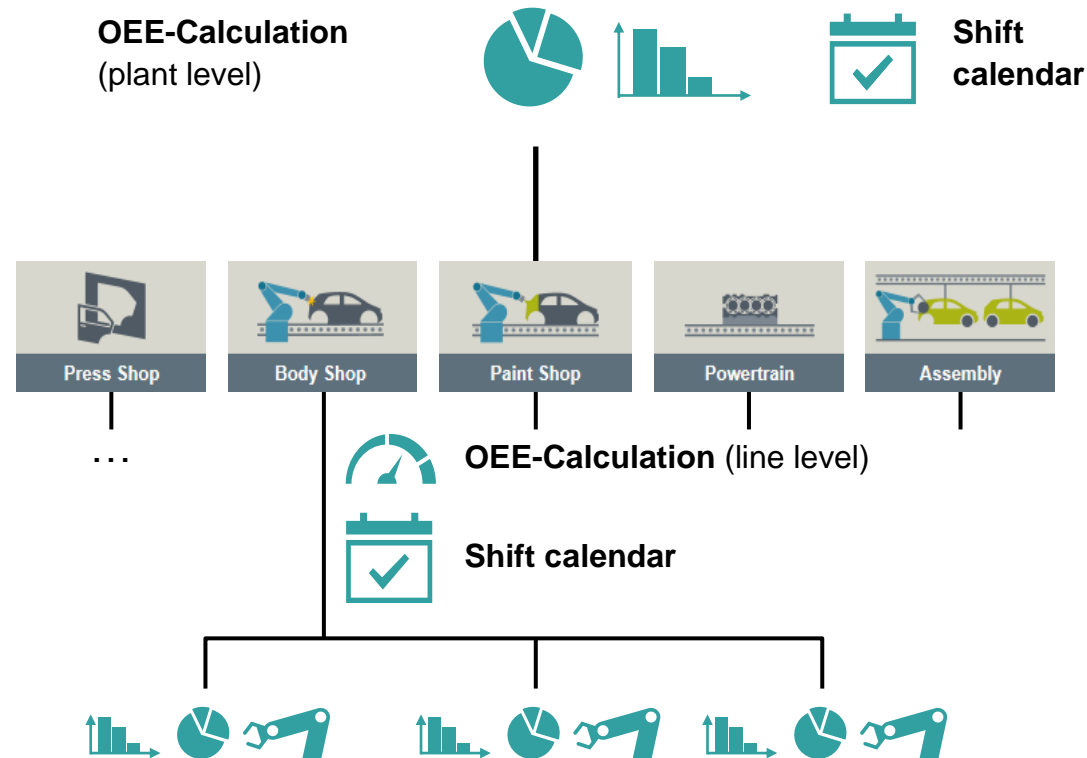 OEE-Calculation
(plant level)
Shift
calendar
Press Shop
Body Shop
Paint Shop
Powertrain
Assembly
...
OEE-Calculation (line level)
Shift calendar